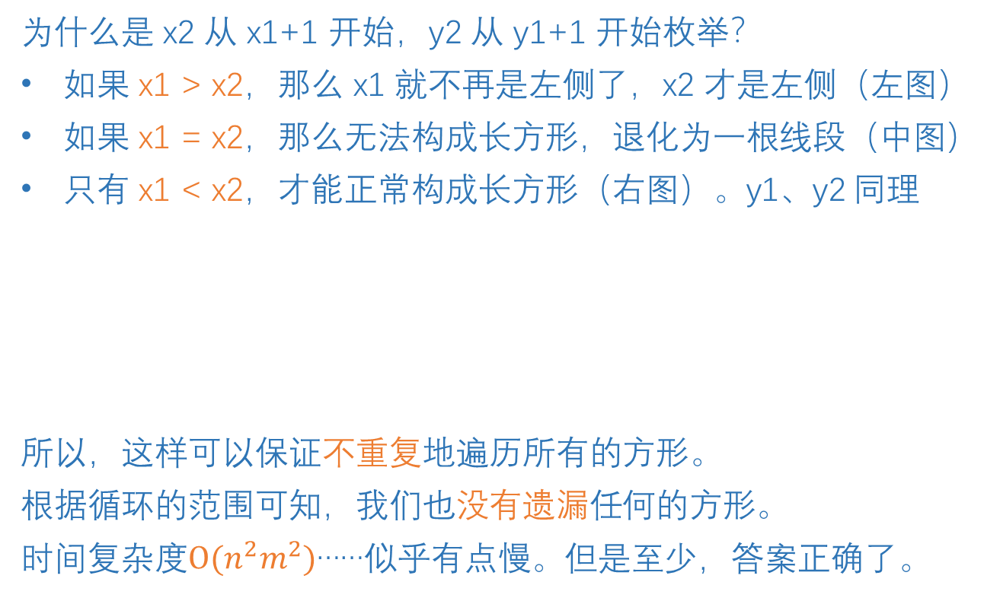 为什么是 x2 从 x1+1 开始，y2 从 y1+1 开始枚举？
• 如果 x1 > x2，那么 x1 就不再是左侧了，x2 才是左侧（左图）
• 如果 x1 = x2，那么无法构成长方形，退化为一根线段（中图）
• 只有 x1 < x2，才能正常构成长方形（右图）。y1、y2 同理
所以，这样可以保证不重复地遍历所有的方形。
根据循环的范围可知，我们也没有遗漏任何的方形。
时间复杂度O(n²m²)……似乎有点慢。但是至少，答案正确了。